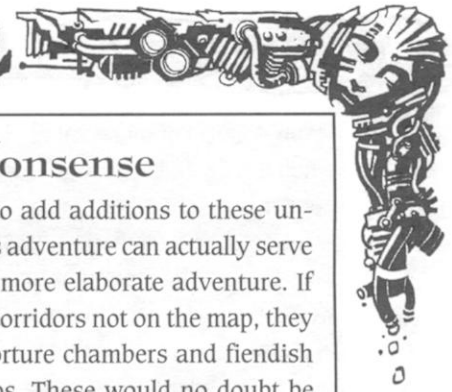 onsense
o add additions to these un-
s adventure can actually serve
more elaborate adventure. If
orridors not on the map, they
orture chambers and fiendish
os. These would no doubt be